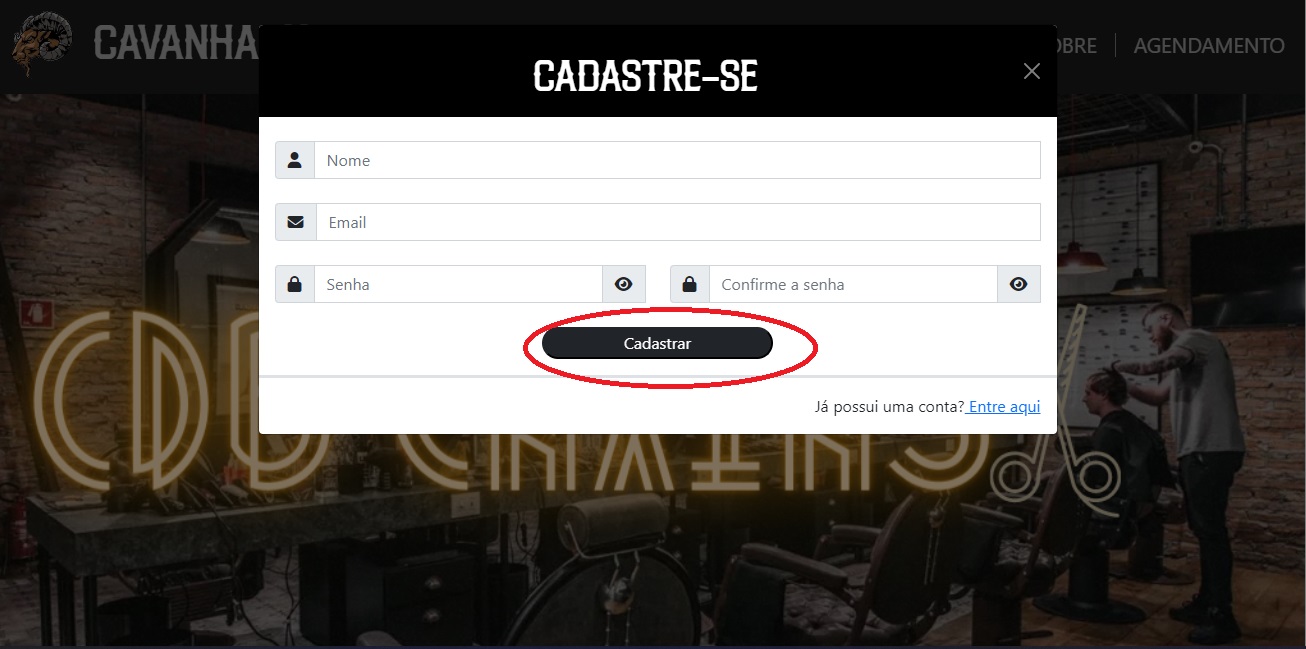 CAVANHA
OBRE
AGENDAMENTO
CADASTRE-SE
Nome
Email
Senha
Confirme a senha
Cadastrar
Já possui uma conta? Entre aqui